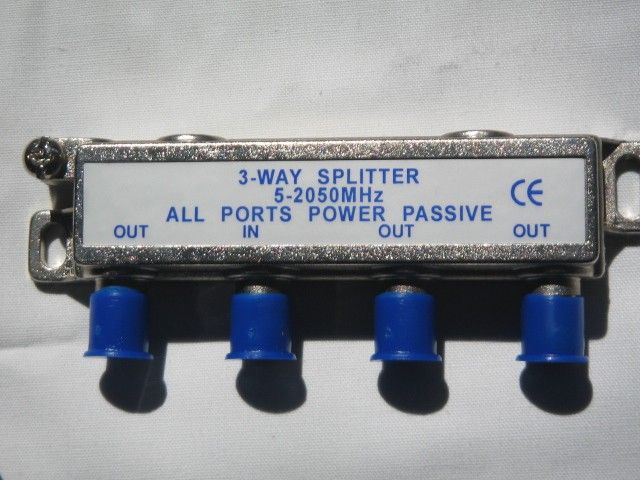 3-WAY SPLITTER
5-2050MHz
CE
ALL PORTS POWER PASSIVE
OUT IN OUT OUT